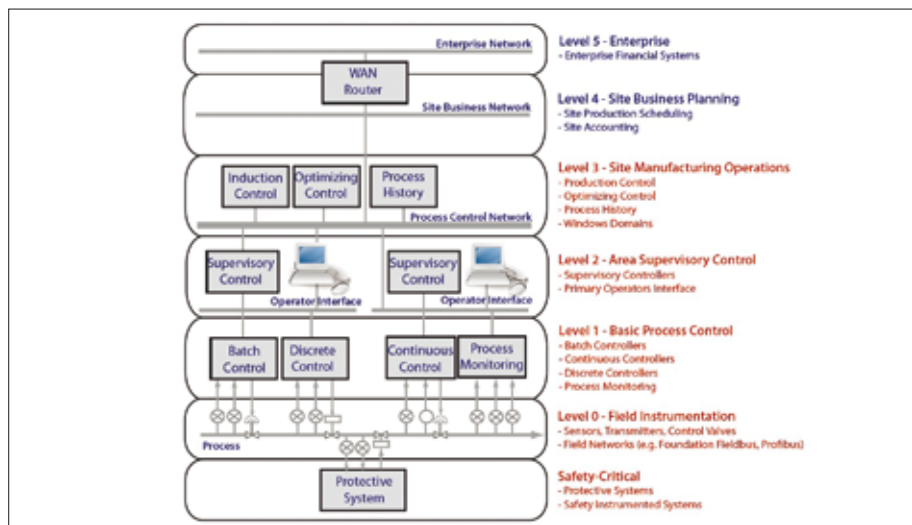 Enterprise Network
WAN
Router
Site Business Network
Level 5 - Enterprise
- Enterprise Financial Systems
Level 4 - Site Business Planning
- Site Production Scheduling
- Site Accounting
Induction
Control
Optimizing
Control
Process
History
Process Control Network
Level 3 - Site Manufacturing Operations
- Production Control
- Optimizing Control
- Process History
- Windows Domains
Supervisory
Control
Operator Interface
Supervisory
Control
Operator Interface
Level 2 - Area Supervisory Control
- Supervisory Controllers
- Primary Operators Interface
Batch
Control
Discrete
Control
Continuous
Control
Process
Monitoring
Level 1 - Basic Process Control
- Batch Controllers
- Continuous Controllers
- Discrete Controllers
- Process Monitoring
Process
Level 0 - Field Instrumentation
- Sensors, Transmitters, Control Valves
- Field Networks (e.g. Foundation Fieldbus, Profibus)
Protective
System
Safety-Critical
- Protective Systems
- Safety Instrumented Systems